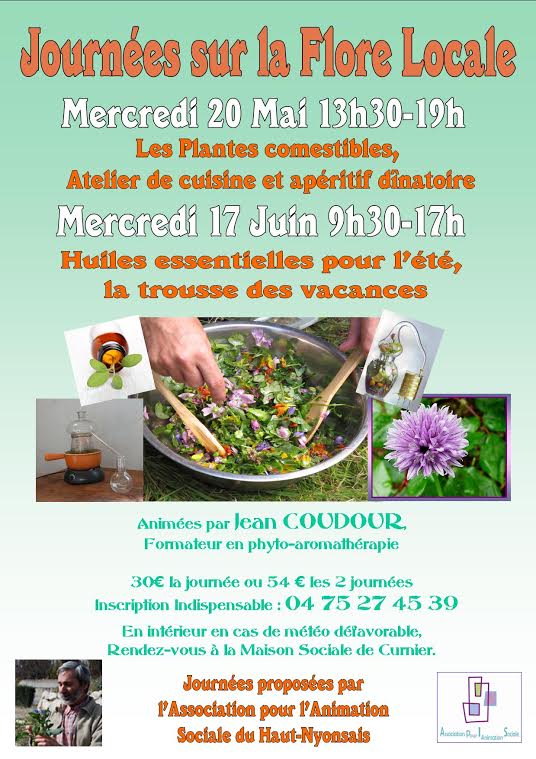 Journées sur la Flore Locale
Mercredi 20 Mai 13h30-19h
Les Plantes comestibles,
Atelier de cuisine et apéritif dînatoire
Mercredi 17 Juin 9h30-17h
Huiles essentielles pour l'été,
la trousse des vacances
Animées par Jean COUDOUR,
Formateur en phyto-aromathérapie
30€ la journée ou 54 € les 2 journées
Inscription Indispensable : 04 75 27 45 39
En intérieur en cas de météo défavorable,
Rendez-vous à la Maison Sociale de Curnier.
Journées proposées par
l'Association pour l'Animation
Sociale du Haut-Nyonsais
Association Pour l'Animation Sociale